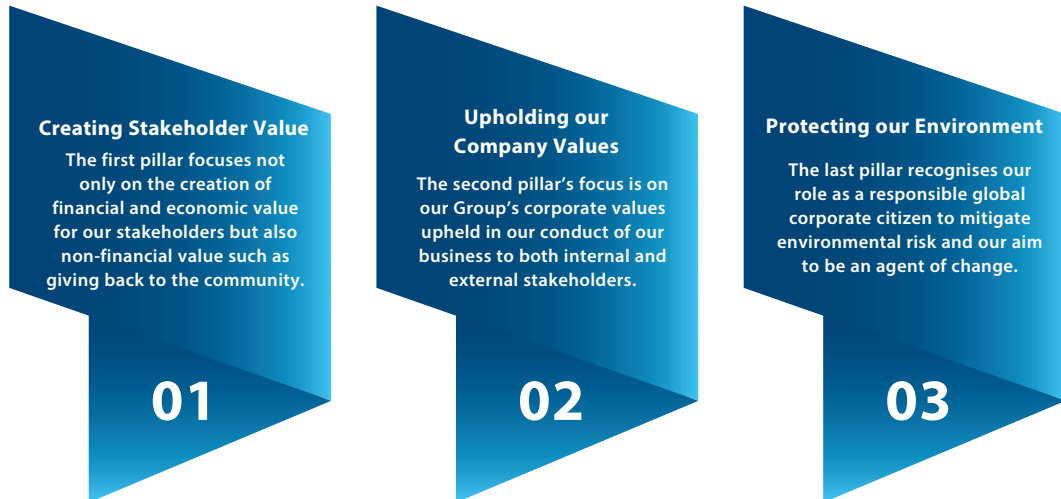 Creating Stakeholder Value
The first pillar focuses not
only on the creation of
financial and economic value
for our stakeholders but also
non-financial value such as
giving back to the community.
01
Upholding our
Company Values
The second pillar's focus is on
our Group's corporate values
upheld in our conduct of our
business to both internal and
external stakeholders.
02
Protecting our Environment
The last pillar recognises our
role as a responsible global
corporate citizen to mitigate
environmental risk and our aim
to be an agent of change.
03